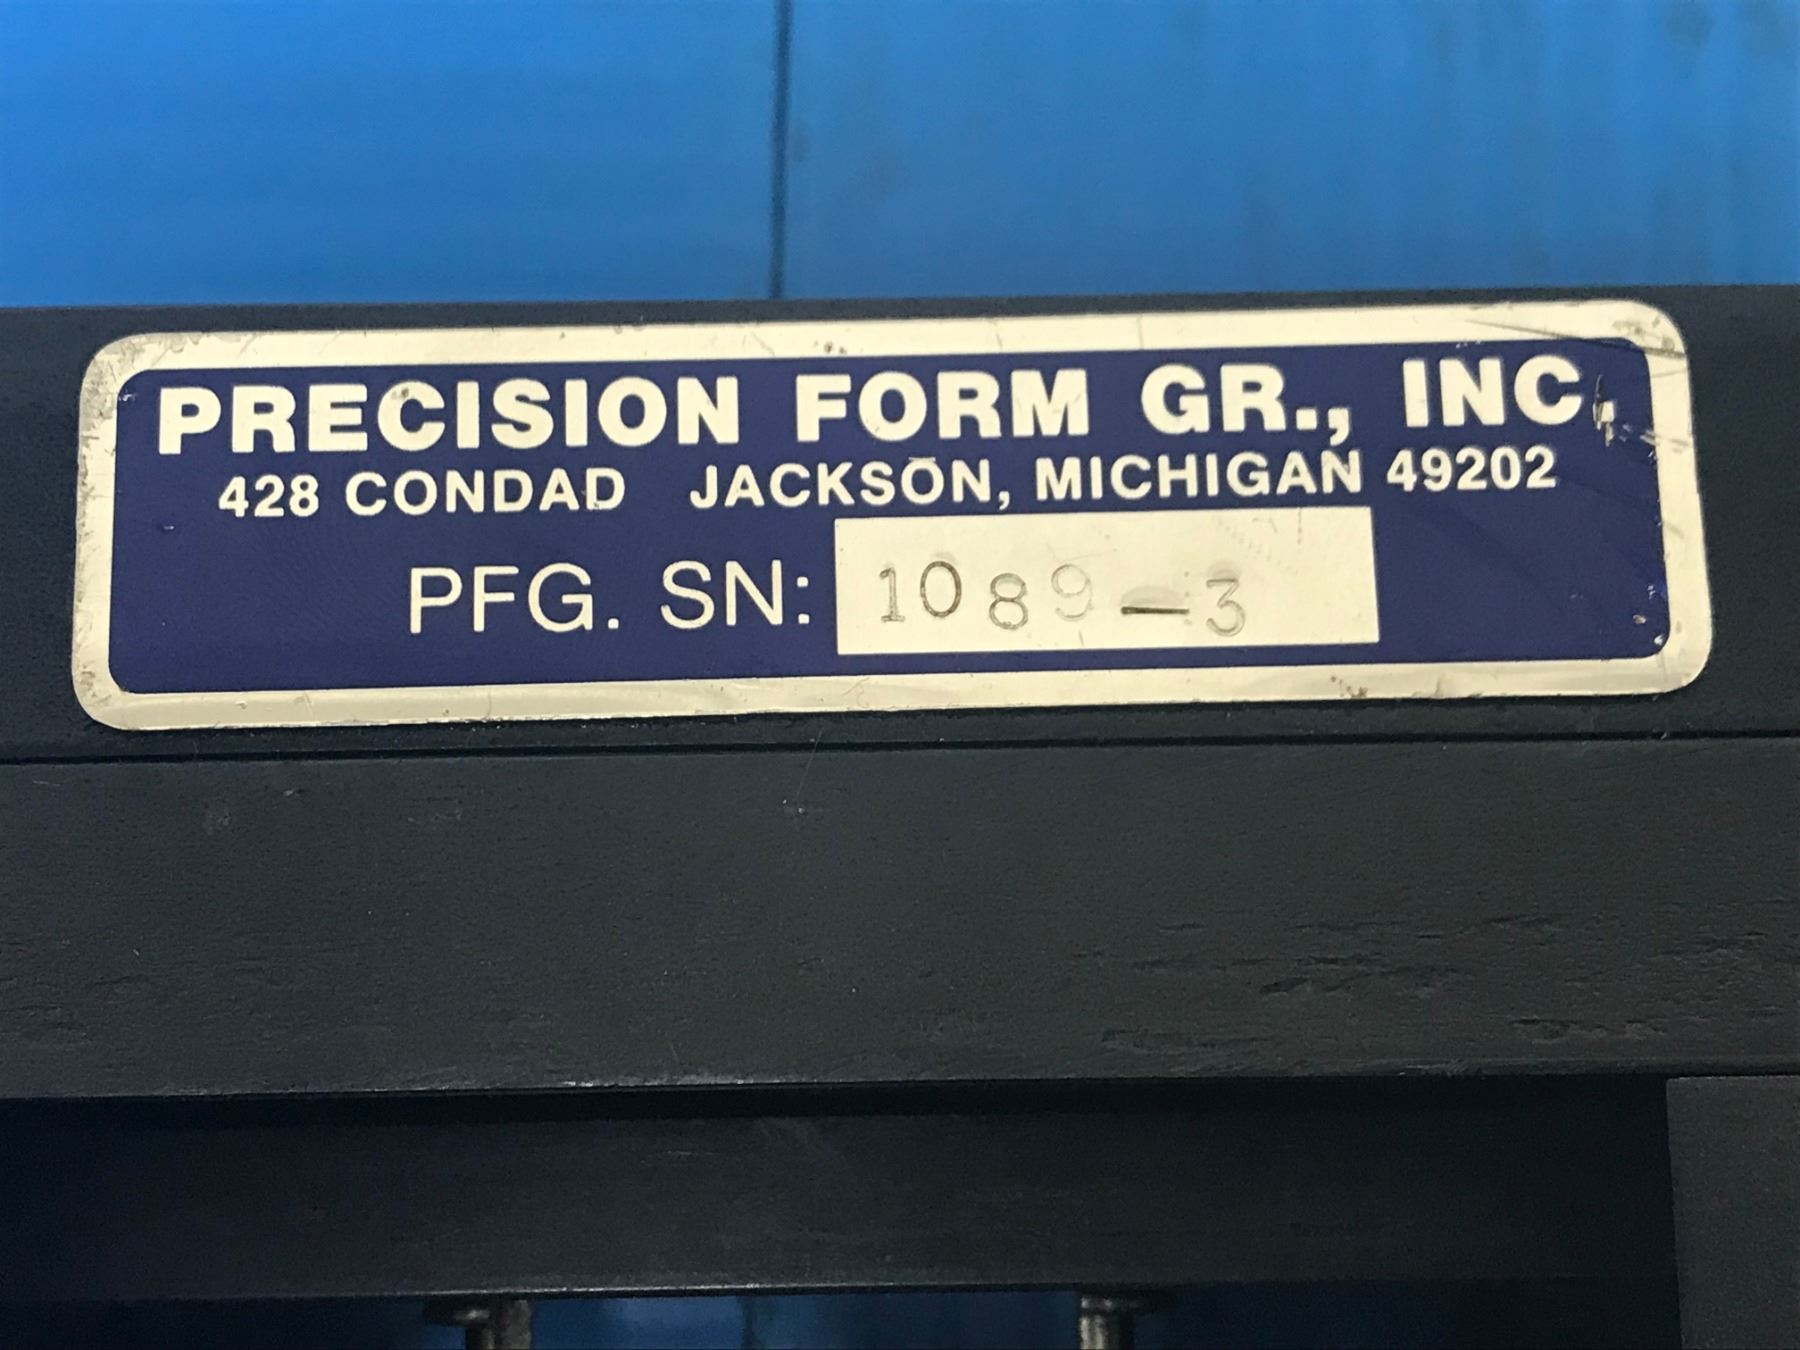 PRECISION FORM GR., INC.
428 CONDAD JACKSON, MICHIGAN 49202
PFG. SN: 1089-3